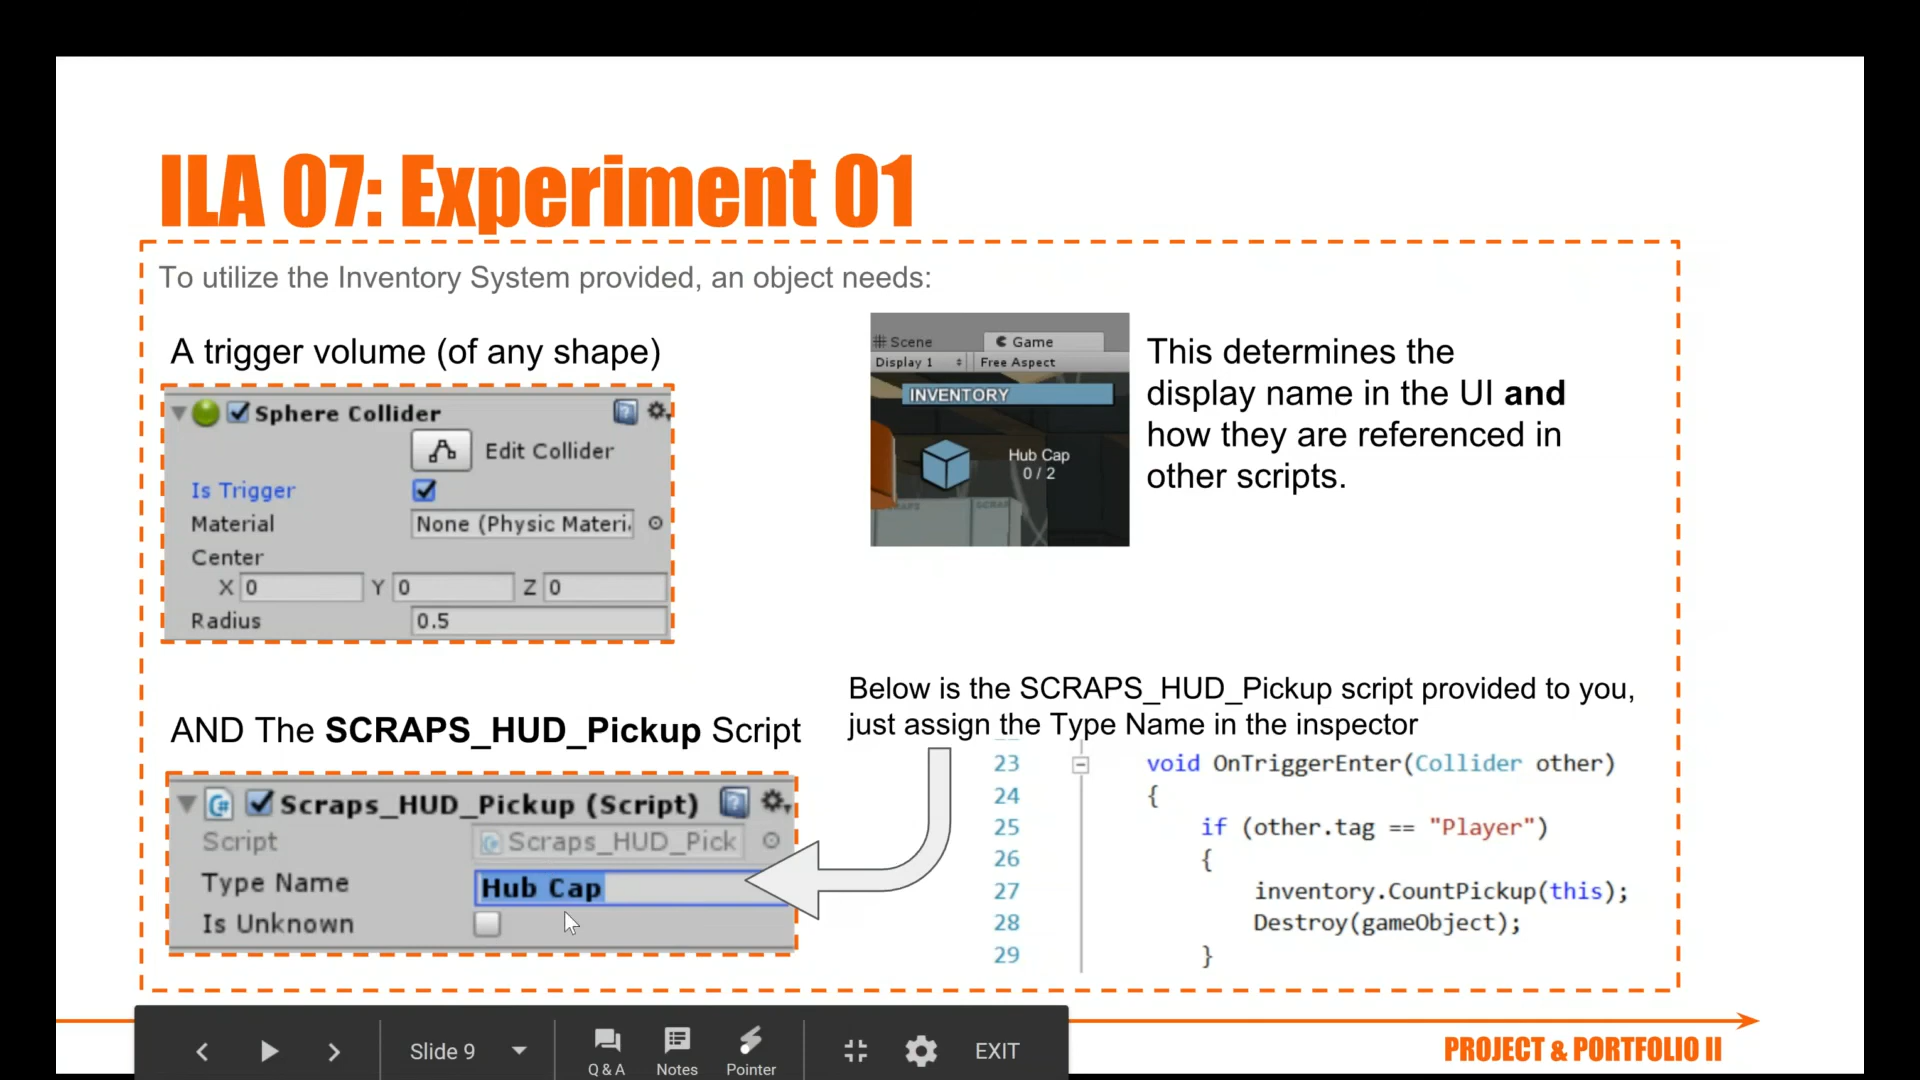 ILA 07: Experiment 01
To utilize the Inventory System provided, an object needs:
A trigger volume (of any shape)
Sphere Collider
Edit Collider
Is Trigger
Material
None (Physic Materi
Center
X 0 Y 0 Z 0
Radius 0.5
Scene Game
Display 1 Free Aspect
INVENTORY
Hub Cap
0 / 2
This determines the
display name in the UI and
how they are referenced in
other scripts.
AND The SCRAPS_HUD_Pickup Script
Scraps_HUD_Pickup (Script)
Script Scraps_HUD_Pick
Type Name Hub Cap
Is Unknown
Below is the SCRAPS_HUD_Pickup script provided to you,
just assign the Type Name in the inspector
23 void OnTriggerEnter(Collider other)
24 {
25 if (other.tag == "Player")
26 {
27 inventory.CountPickup(this);
28 Destroy(gameObject);
29 }
Slide 9
Q & A
Notes
Pointer
EXIT
PROJECT & PORTFOLIO II